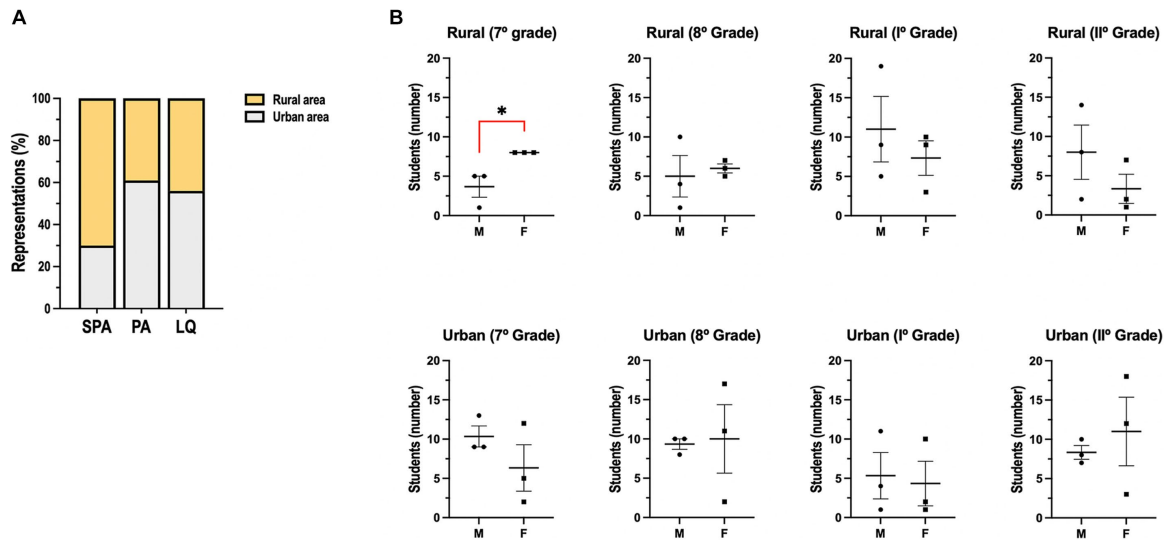 A
Representations (%)
100
80
60
40
20
0
SPA PA LQ
Rural area
Urban area
B
Rural (7º grade)
Students (number)
20
15
10
5
0
*
M F
Rural (8º Grade)
Students (number)
20
15
10
5
0
M F
Rural (Iº Grade)
Students (number)
20
15
10
5
0
M F
Rural (IIº Grade)
Students (number)
20
15
10
5
0
M F
Urban (7º Grade)
Students (number)
20
15
10
5
0
M F
Urban (8º Grade)
Students (number)
20
15
10
5
0
M F
Urban (Iº Grade)
Students (number)
20
15
10
5
0
M F
Urban (IIº Grade)
Students (number)
20
15
10
5
0
M F